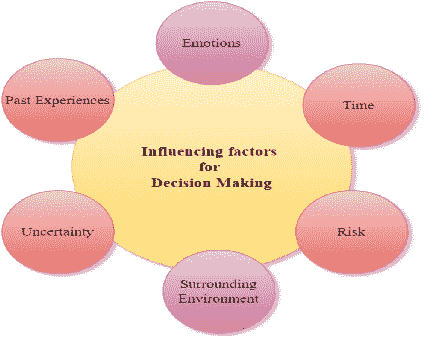 Emotions
Past Experiences
Time
Influencing factors
for
Decision Making
Uncertainty
Risk
Surrounding
Environment